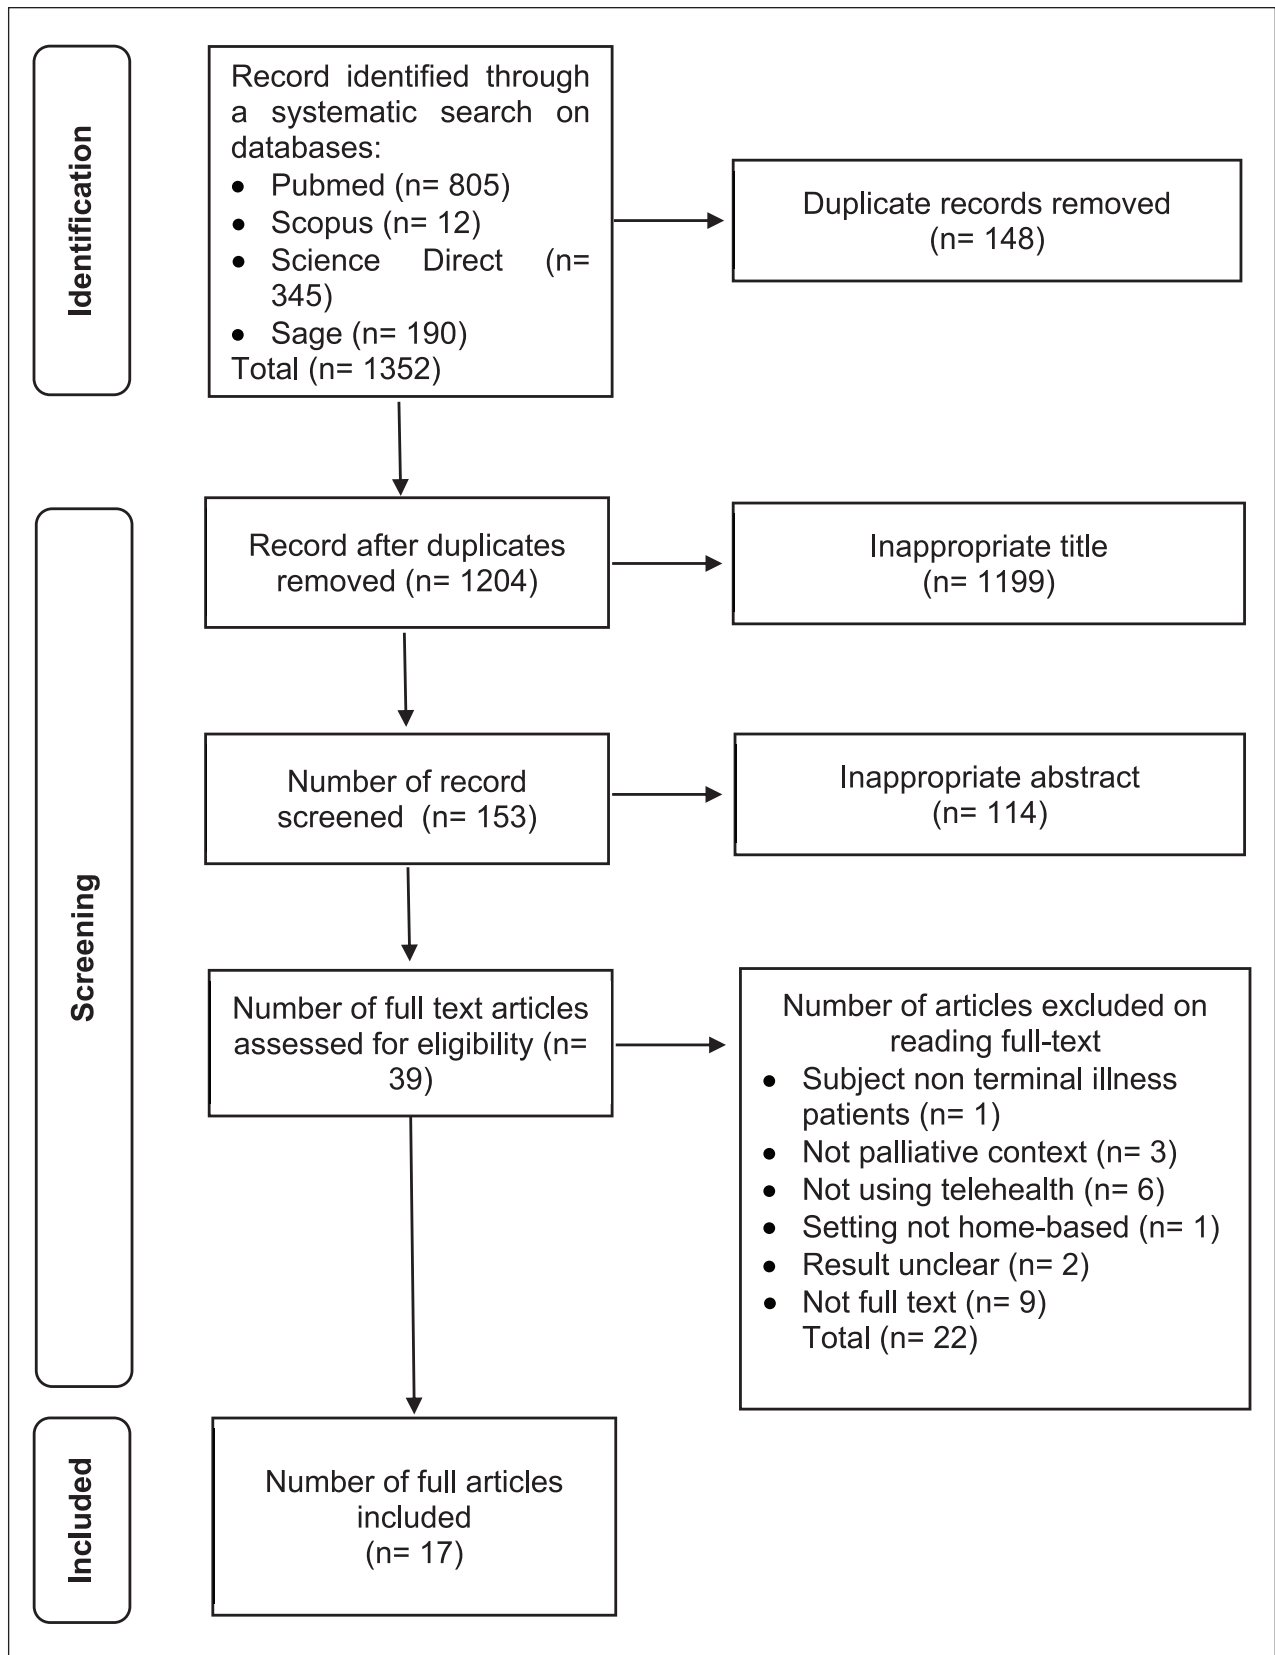 Identification
Record identified through
a systematic search on
databases:
• Pubmed (n= 805)
• Scopus (n= 12)
• Science Direct (n=
345)
• Sage (n= 190)
Total (n= 1352)
Duplicate records removed
(n= 148)
Screening
Record after duplicates
removed (n= 1204)
Inappropriate title
(n= 1199)
Number of record
screened (n= 153)
Inappropriate abstract
(n= 114)
Number of full text articles
assessed for eligibility (n=
39)
Number of articles excluded on
reading full-text
• Subject non terminal illness
patients (n= 1)
• Not palliative context (n= 3)
• Not using telehealth (n= 6)
• Setting not home-based (n= 1)
• Result unclear (n= 2)
• Not full text (n= 9)
Total (n= 22)
Included
Number of full articles
included
(n= 17)